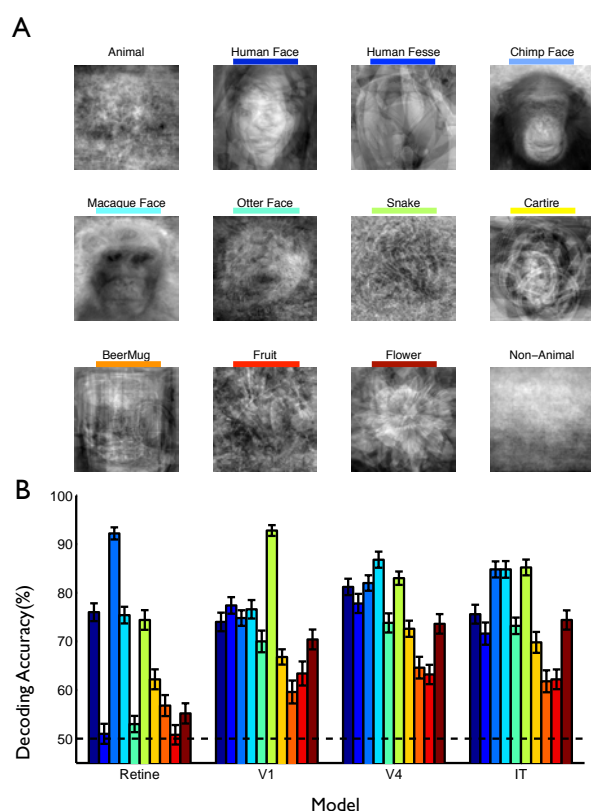 A
Animal
Human Face
Human Fesse
Chimp Face
Macaque Face
Otter Face
Snake
Cartire
BeerMug
Fruit
Flower
Non-Animal
B
100
90
80
70
60
50
Decoding Accuracy(%)
Retine
V1
V4
IT
Model